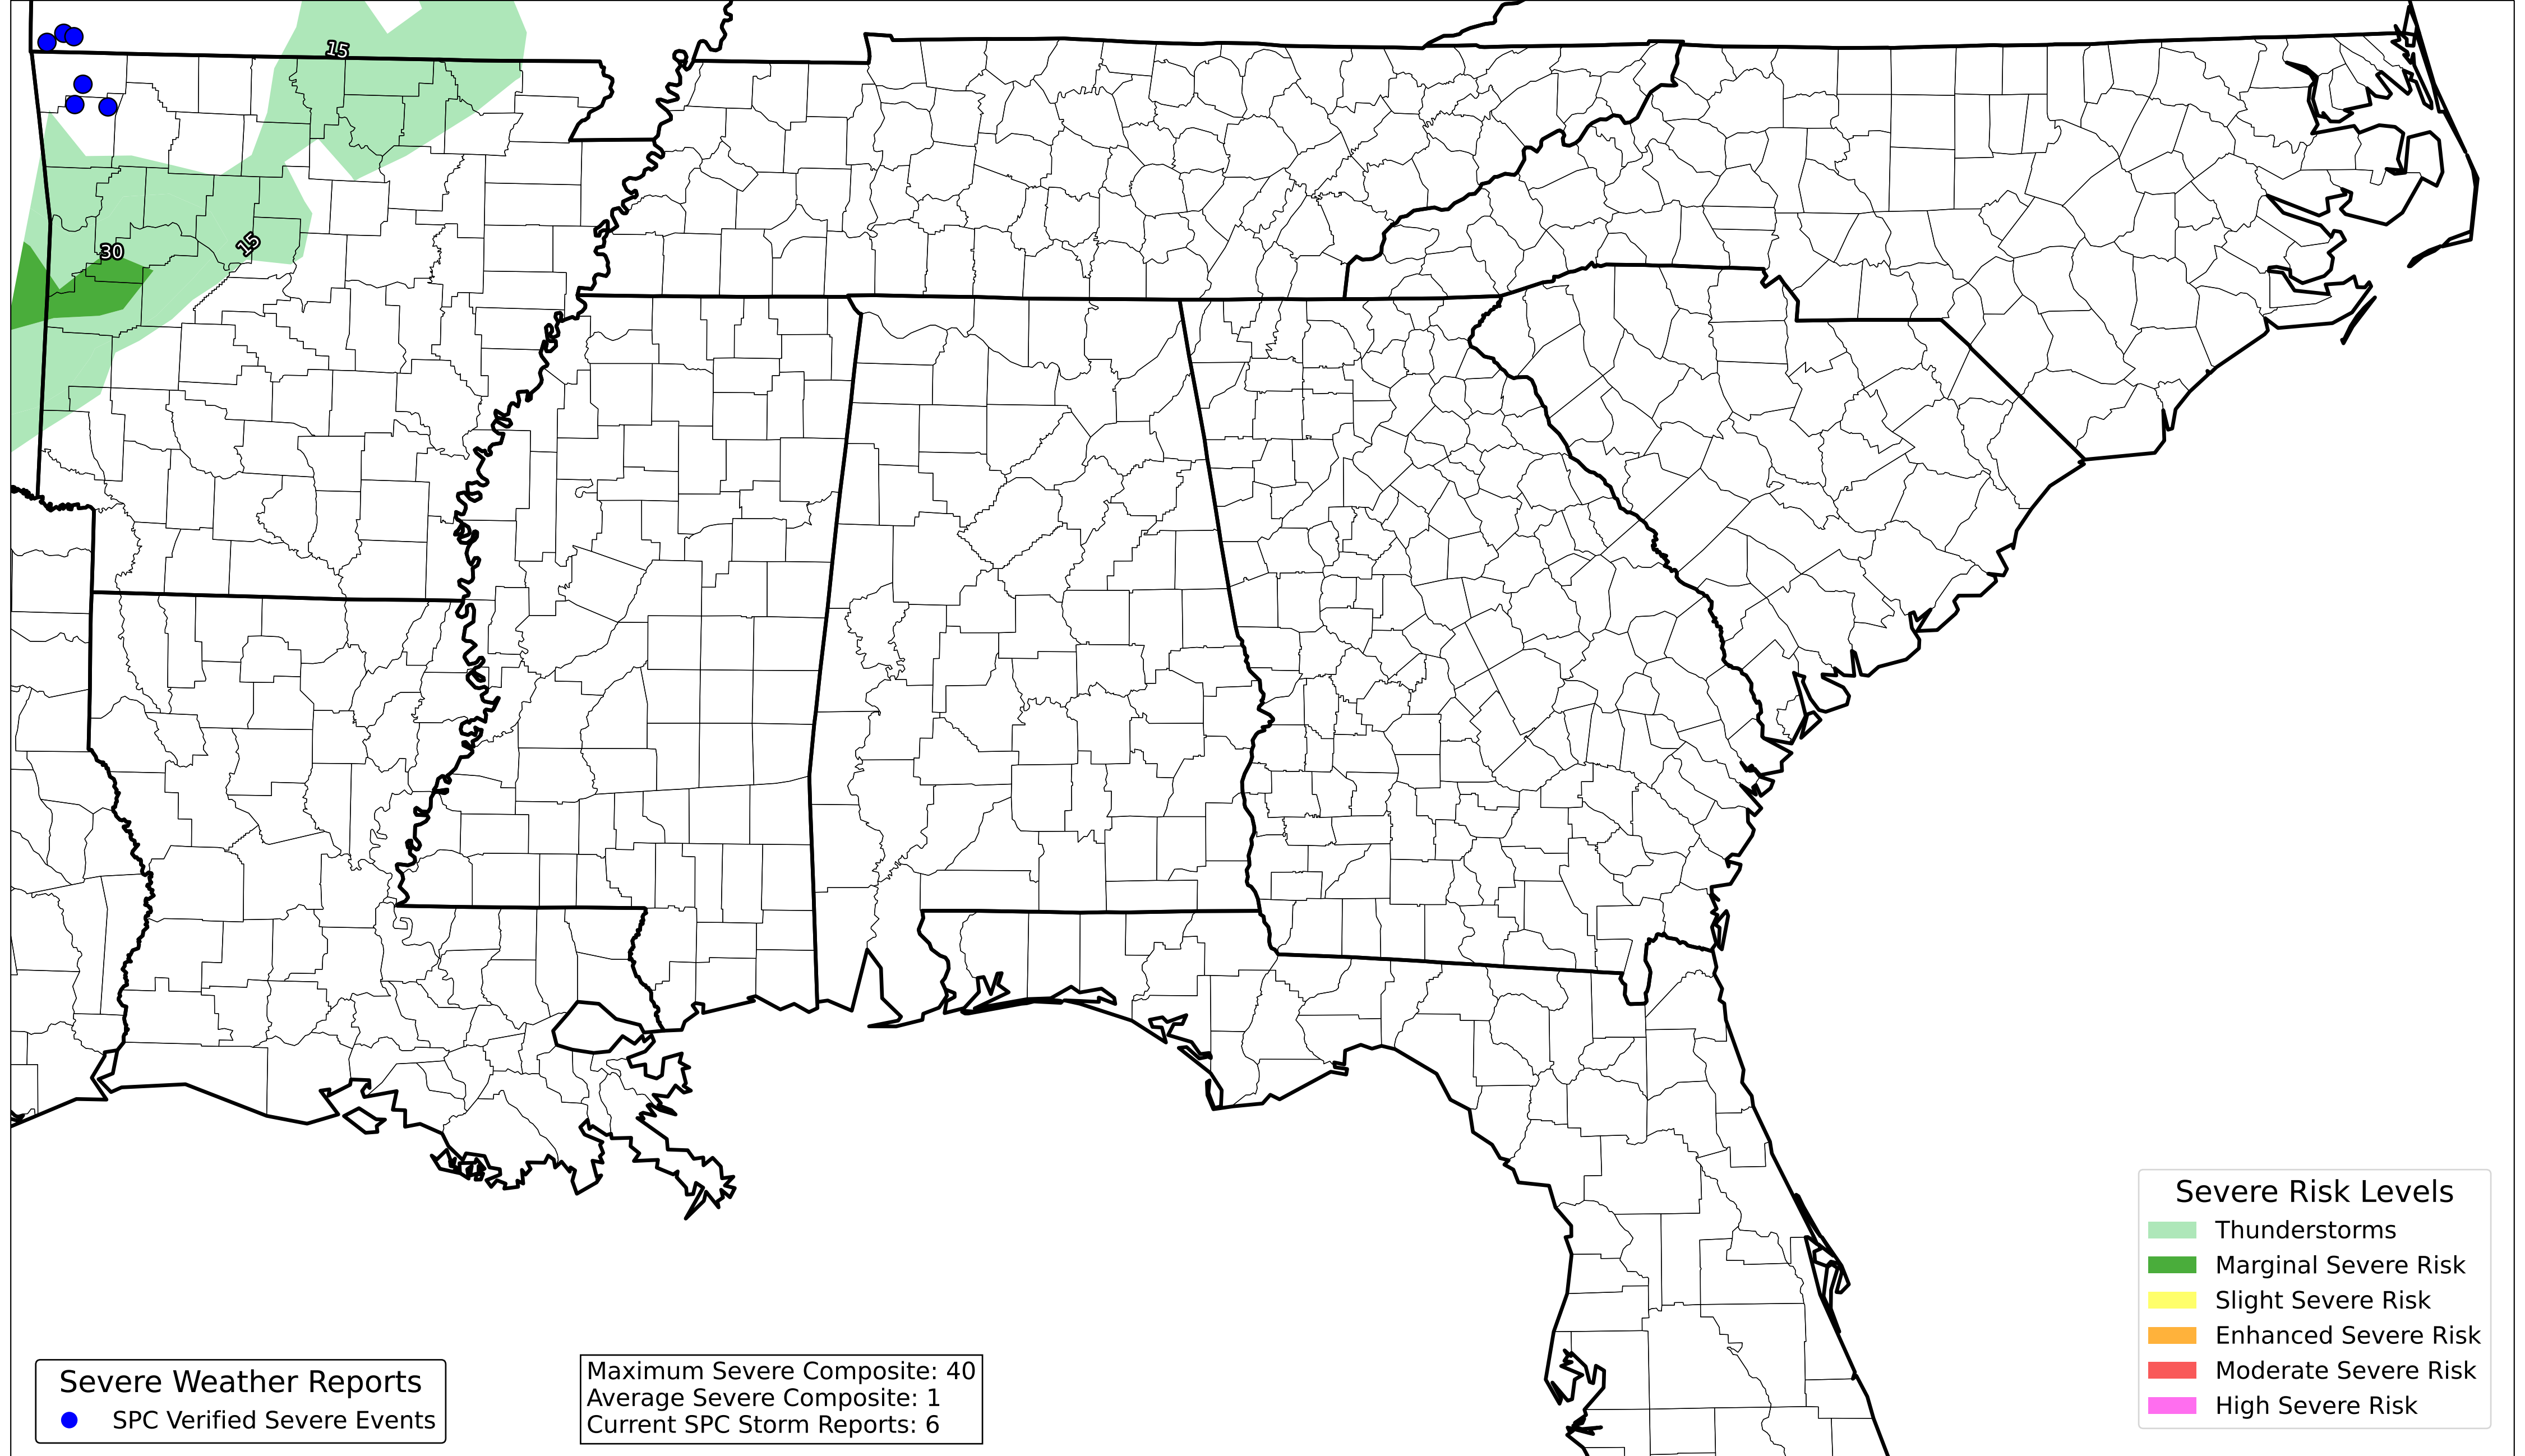 15
30
15
Severe Weather Reports
SPC Verified Severe Events
Maximum Severe Composite: 40
Average Severe Composite: 1
Current SPC Storm Reports: 6
Severe Risk Levels
Thunderstorms
Marginal Severe Risk
Slight Severe Risk
Enhanced Severe Risk
Moderate Severe Risk
High Severe Risk